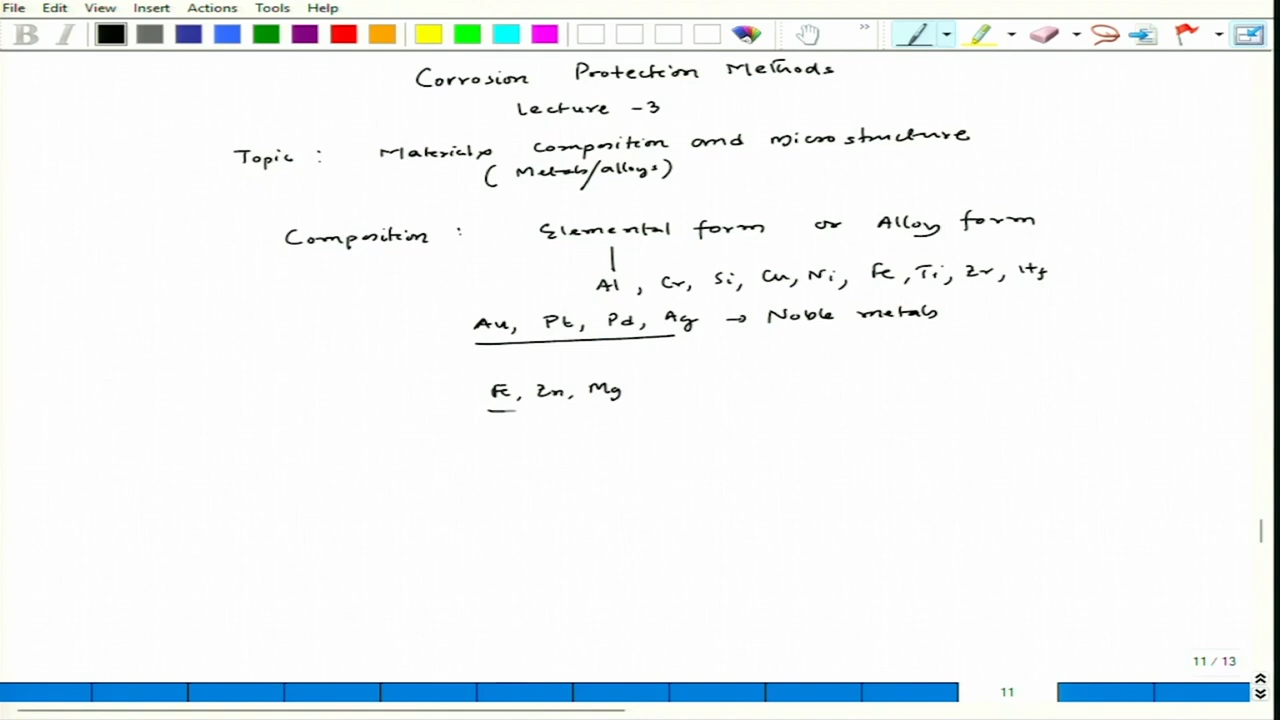 File Edit View Insert Actions Tools Help
B I
Corrosion Protection Methods
Lecture -3
Topic : Materials composition and microstructure
( Metals/alloys)
Composition : Elemental form or Alloy form
Al, Cr, Si, Cu, Ni, Fe, Ti, Zr, Hf
Au, Pt, Pd, Ag → Noble metals
Fe, Zn, Mg
11 / 13
11